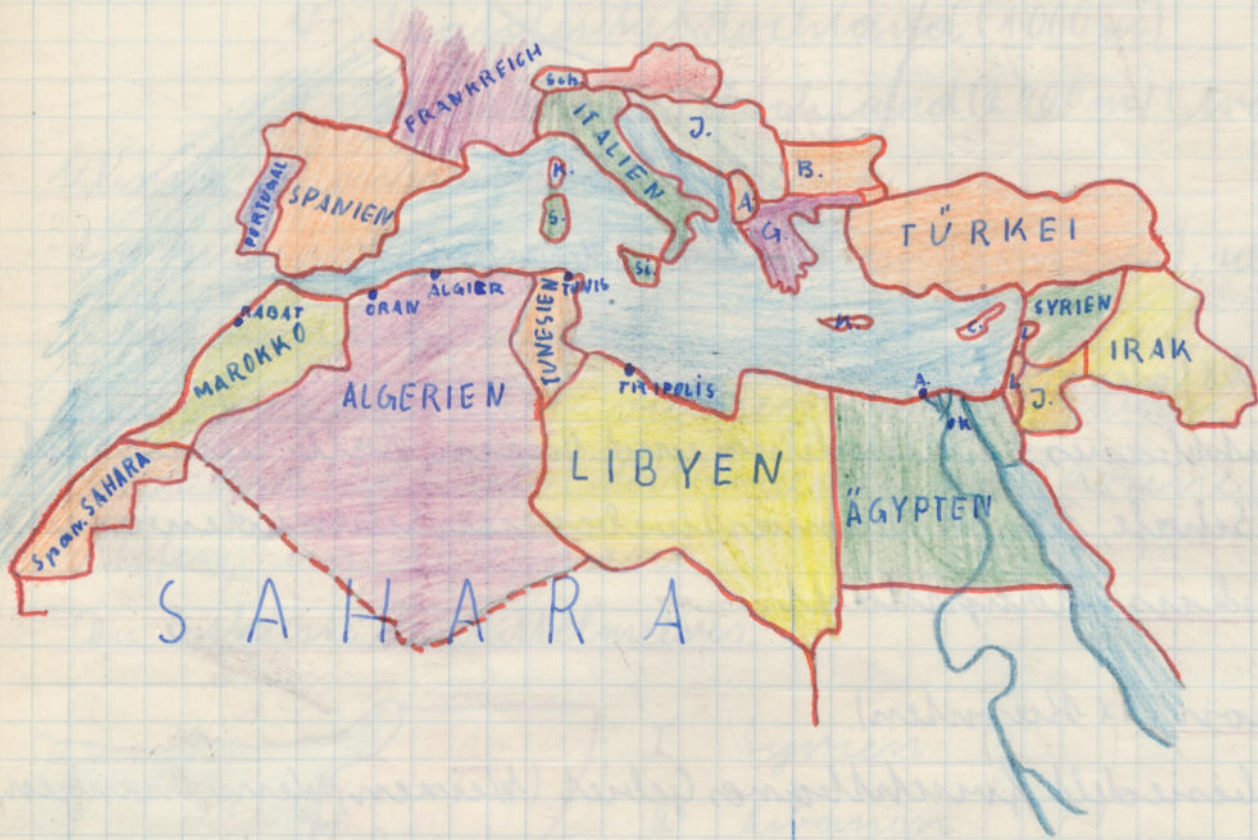 FRANKREICH
Sch.
ITALIEN
J.
B.
K.
S.
A.
G.
PORTUGAL
SPANIEN
TÜRKEI
Si.
ALGIER
TUNIS
ORAN
RABAT
TUNESIEN
K.
C.
SYRIEN
L.
IRAK
MAROKKO
ALGERIEN
TRIPOLIS
A.
K.
J.
LIBYEN
ÄGYPTEN
Span. SAHARA
SAHARA